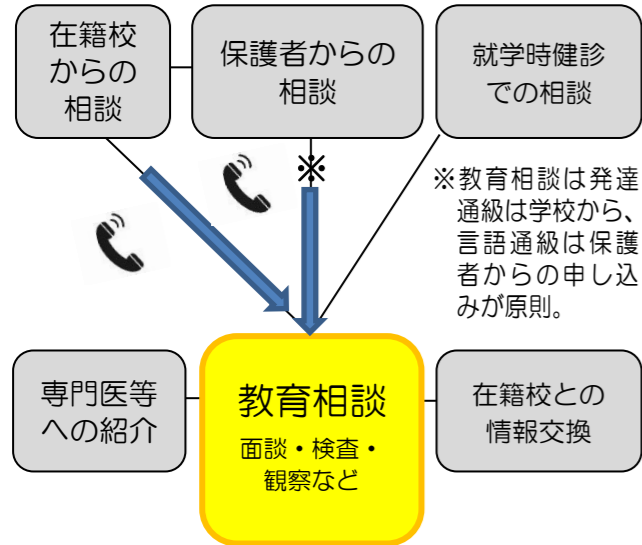 在籍校
からの
相談
保護者からの
相談
就学時健診
での相談
※
※教育相談は発達
通級は学校から、
言語通級は保護
者からの申し込
みが原則。
専門医等
への紹介
教育相談
面談・検査・
観察など
在籍校との
情報交換